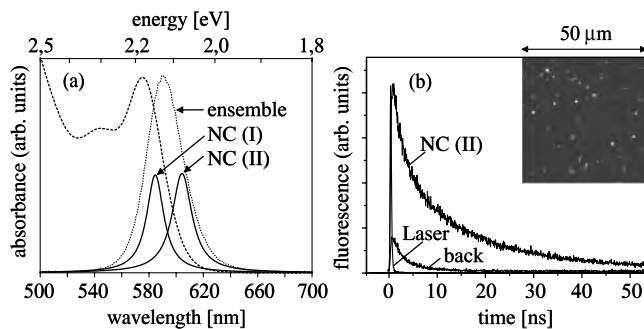 energy [eV]
2,5 2,2 2,1 2,0 1,8
(a)
ensemble
NC (I)
NC (II)
absorbance (arb. units)
500 540 580 620 660 700
wavelength [nm]
50 µm
(b)
NC (II)
Laser
back
fluorescence (arb. units)
0 10 20 30 40 50
time [ns]